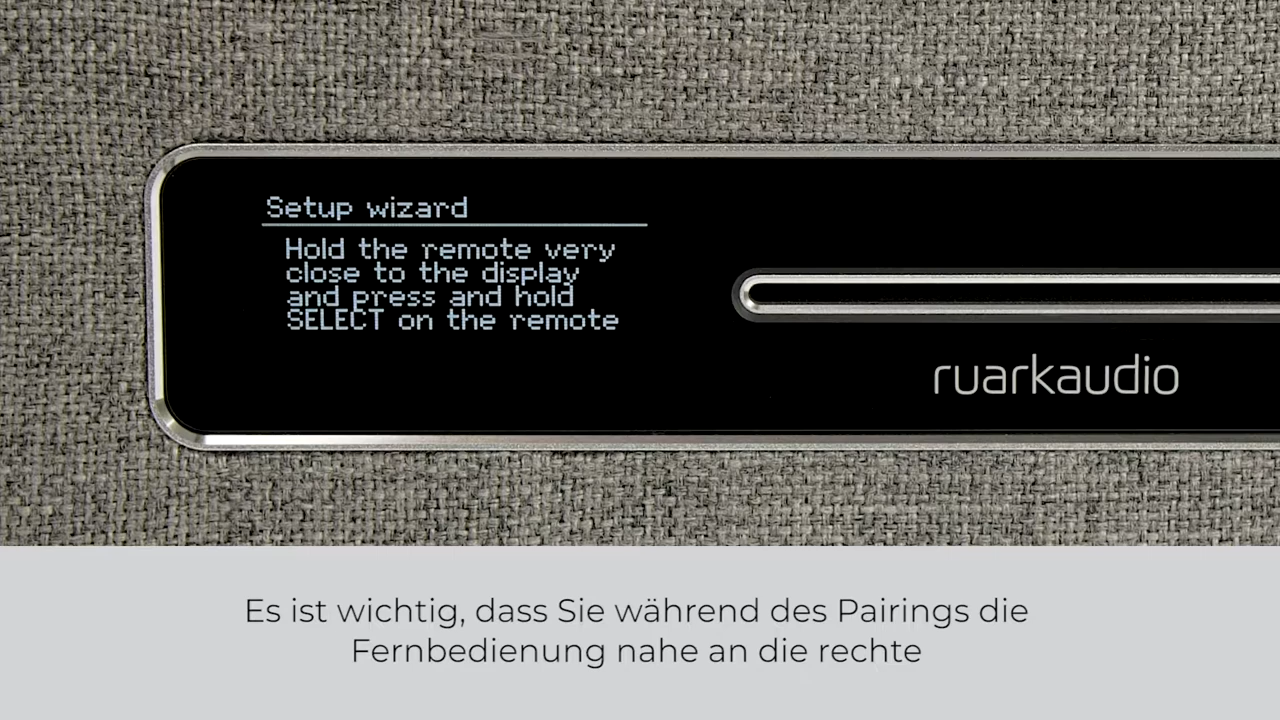 Setup wizard
Hold the remote very
close to the display
and press and hold
SELECT on the remote
ruarkaudio
Es ist wichtig, dass Sie während des Pairings die
Fernbedienung nahe an die rechte